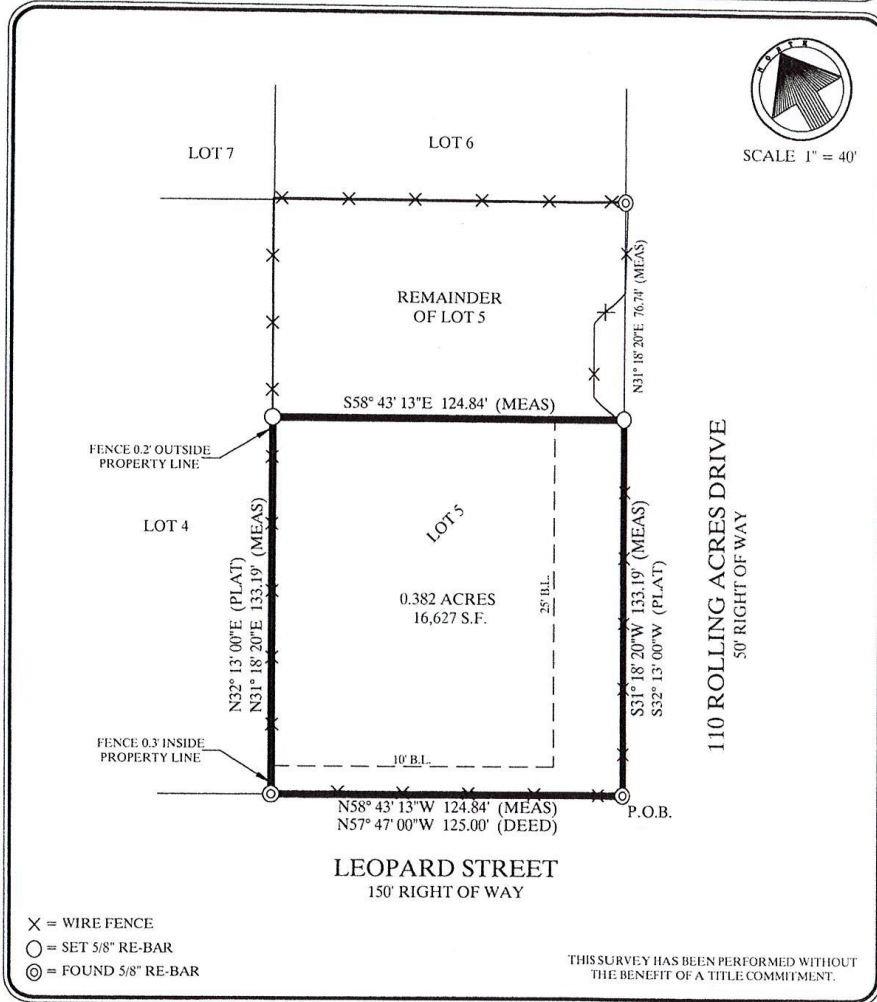 NORTH
SCALE 1" = 40'
LOT 7
LOT 6
REMAINDER
OF LOT 5
N31° 18' 20"E 76.74' (MEAS)
S58° 43' 13"E 124.84' (MEAS)
FENCE 0.2' OUTSIDE
PROPERTY LINE
LOT 4
LOT 5
N32° 13' 00"E (PLAT)
N31° 18' 20"E 133.19' (MEAS)
0.382 ACRES
16,627 S.F.
25' B.L.
S31° 18' 20"W 133.19' (MEAS)
S32° 13' 00"W (PLAT)
110 ROLLING ACRES DRIVE
50' RIGHT OF WAY
FENCE 0.3' INSIDE
PROPERTY LINE
10' B.L.
N58° 43' 13"W 124.84' (MEAS)
N57° 47' 00"W 125.00' (DEED)
P.O.B.
LEOPARD STREET
150' RIGHT OF WAY
X = WIRE FENCE
= SET 5/8" RE-BAR
= FOUND 5/8" RE-BAR
THIS SURVEY HAS BEEN PERFORMED WITHOUT
THE BENEFIT OF A TITLE COMMITMENT.